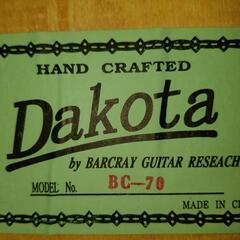 HAND CRAFTED
Dakota
by BARCRAY GUITAR RESEACH
MODEL No. BC-70
MADE IN